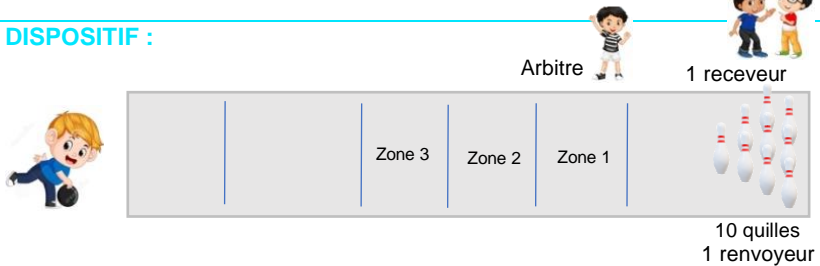 DISPOSITIF :
Arbitre
1 receveur
Zone 3
Zone 2
Zone 1
10 quilles
1 renvoyeur